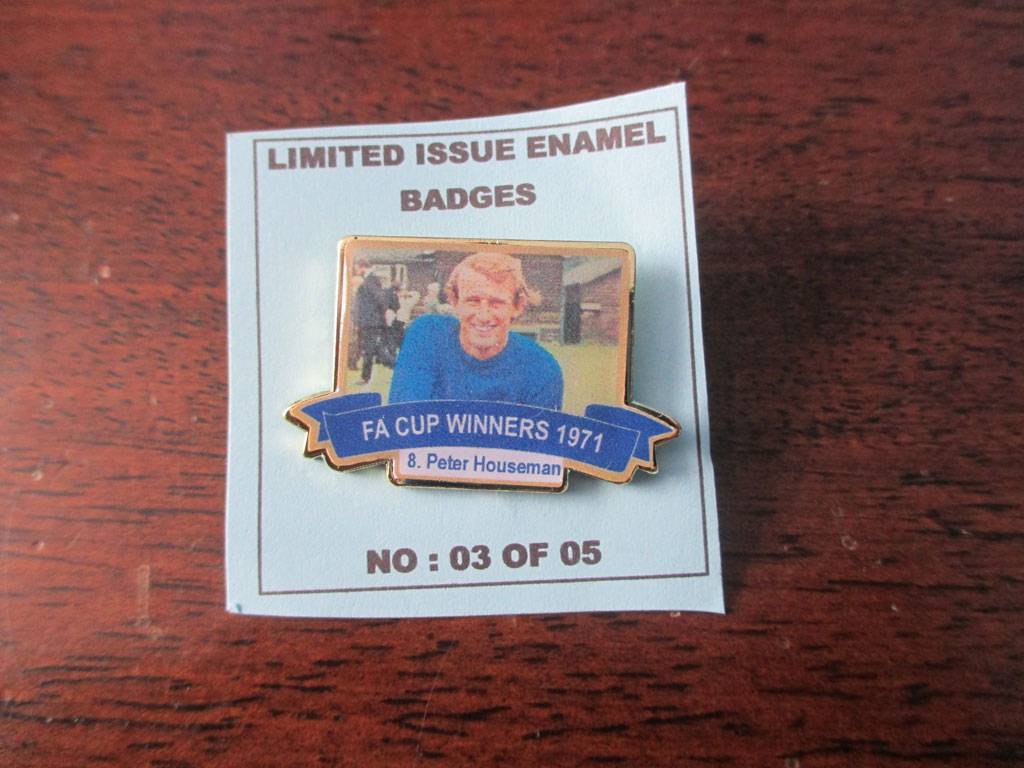 LIMITED ISSUE ENAMEL
BADGES
FA CUP WINNERS 1971
8. Peter Houseman
NO : 03 OF 05